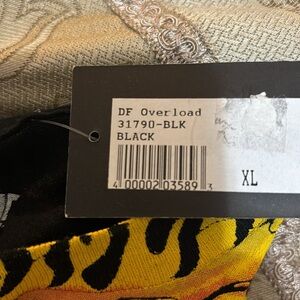 DF Overload
31790-BLK
BLACK
4 00002 03589 3
XL